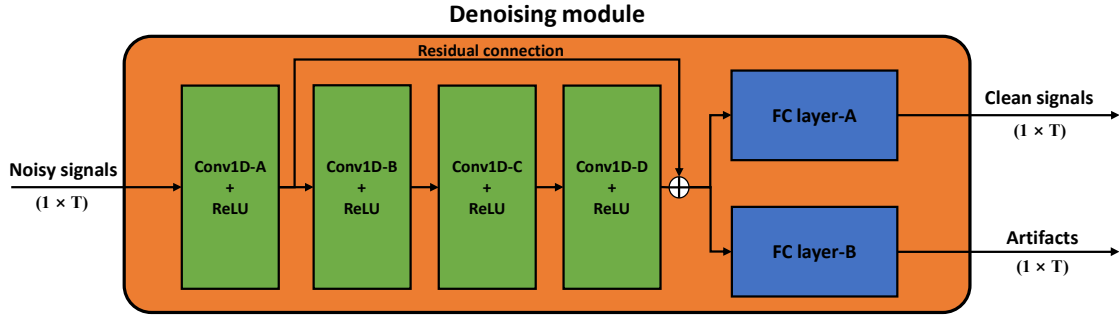 Denoising module
Residual connection
Noisy signals
(1 × T)
Conv1D-A
+
ReLU
Conv1D-B
+
ReLU
Conv1D-C
+
ReLU
Conv1D-D
+
ReLU
FC layer-A
FC layer-B
Clean signals
(1 × T)
Artifacts
(1 × T)